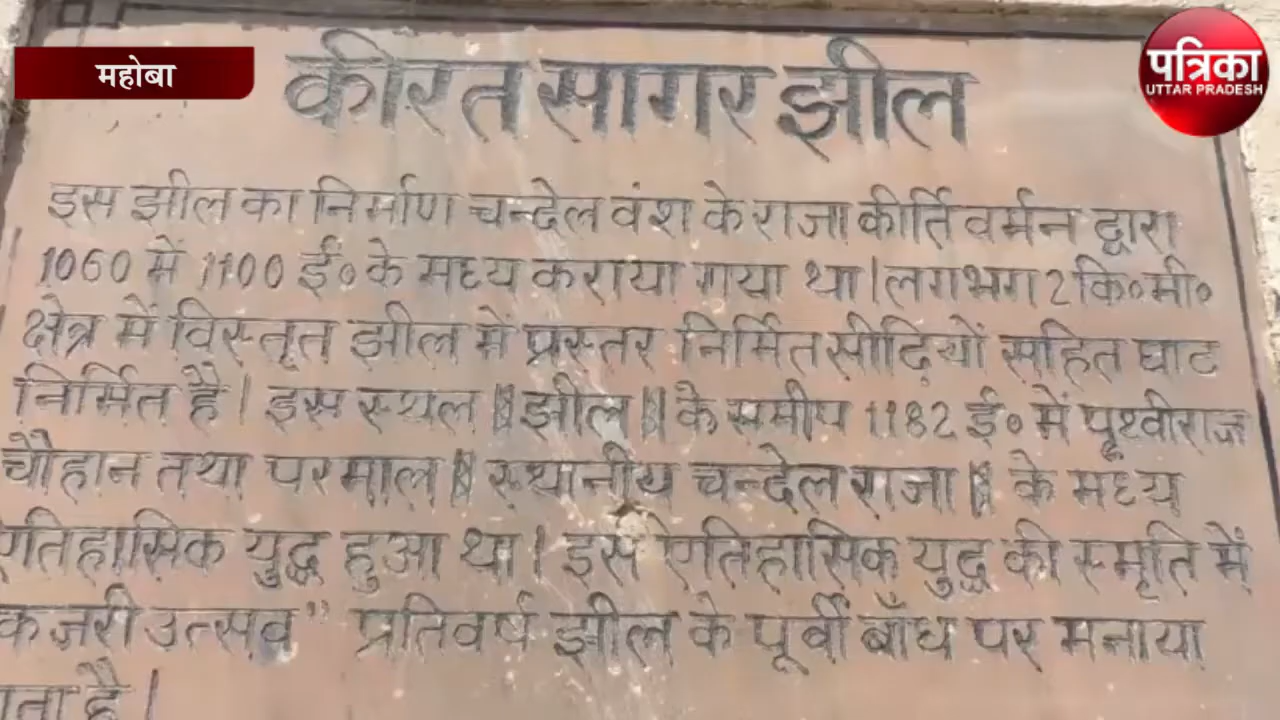 महोबा
पत्रिका
UTTAR PRADESH
कीरत सागर झील
इस झील का निर्माण चन्देल वंश के राजा कीर्ति वर्मन द्वारा
1060 में 1100 ई० के मध्य कराया गया था। लगभग 2 कि०मी०
क्षेत्र में विस्तृत झील में प्रस्तर निर्मित सीढ़ियों सहित घाट
निर्मित है। इस स्थल ॥झील॥ के समीप 1182 ई० में पृथ्वीराज
चौहान तथा परमाल॥ स्थानीय चन्देल राजा॥ के मध्य
ऐतिहासिक युद्ध हुआ था। इस ऐतिहासिक युद्ध की स्मृति में
कजरी उत्सव" प्रतिवर्ष झील के पूर्वी बाँध पर मनाया
है।